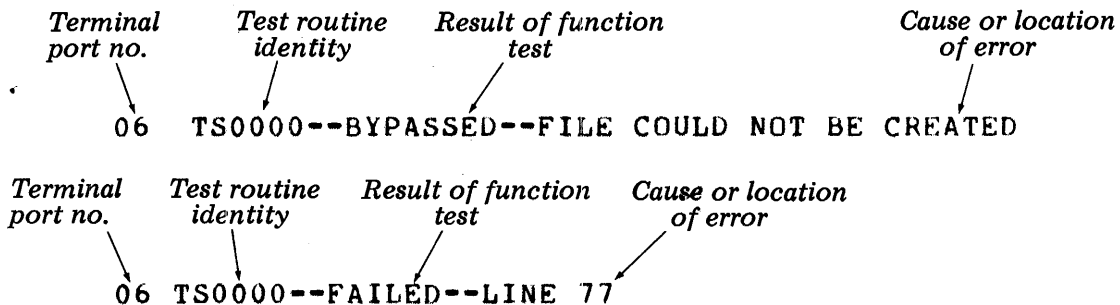 Terminal Test routine Result of function Cause or location
port no. identity test of error
06 TS0000--BYPASSED--FILE COULD NOT BE CREATED
Terminal Test routine Result of function Cause or location
port no. identity test of error
06 TS0000--FAILED--LINE 77